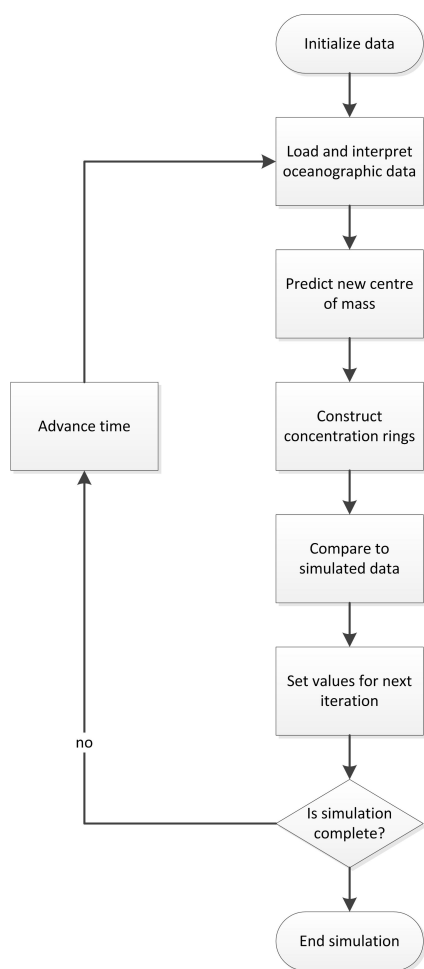 Initialize data
Load and interpret
oceanographic data
Predict new centre
of mass
Advance time
Construct
concentration rings
Compare to
simulated data
Set values for next
iteration
no
Is simulation
complete?
End simulation